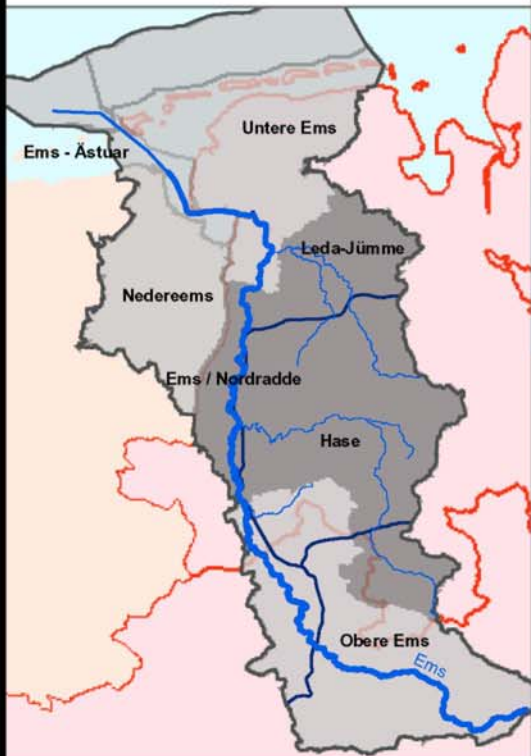 Untere Ems
Ems - Ästuar
Leda-Jümme
Nedereems
Ems / Nordradde
Hase
Obere Ems
Ems